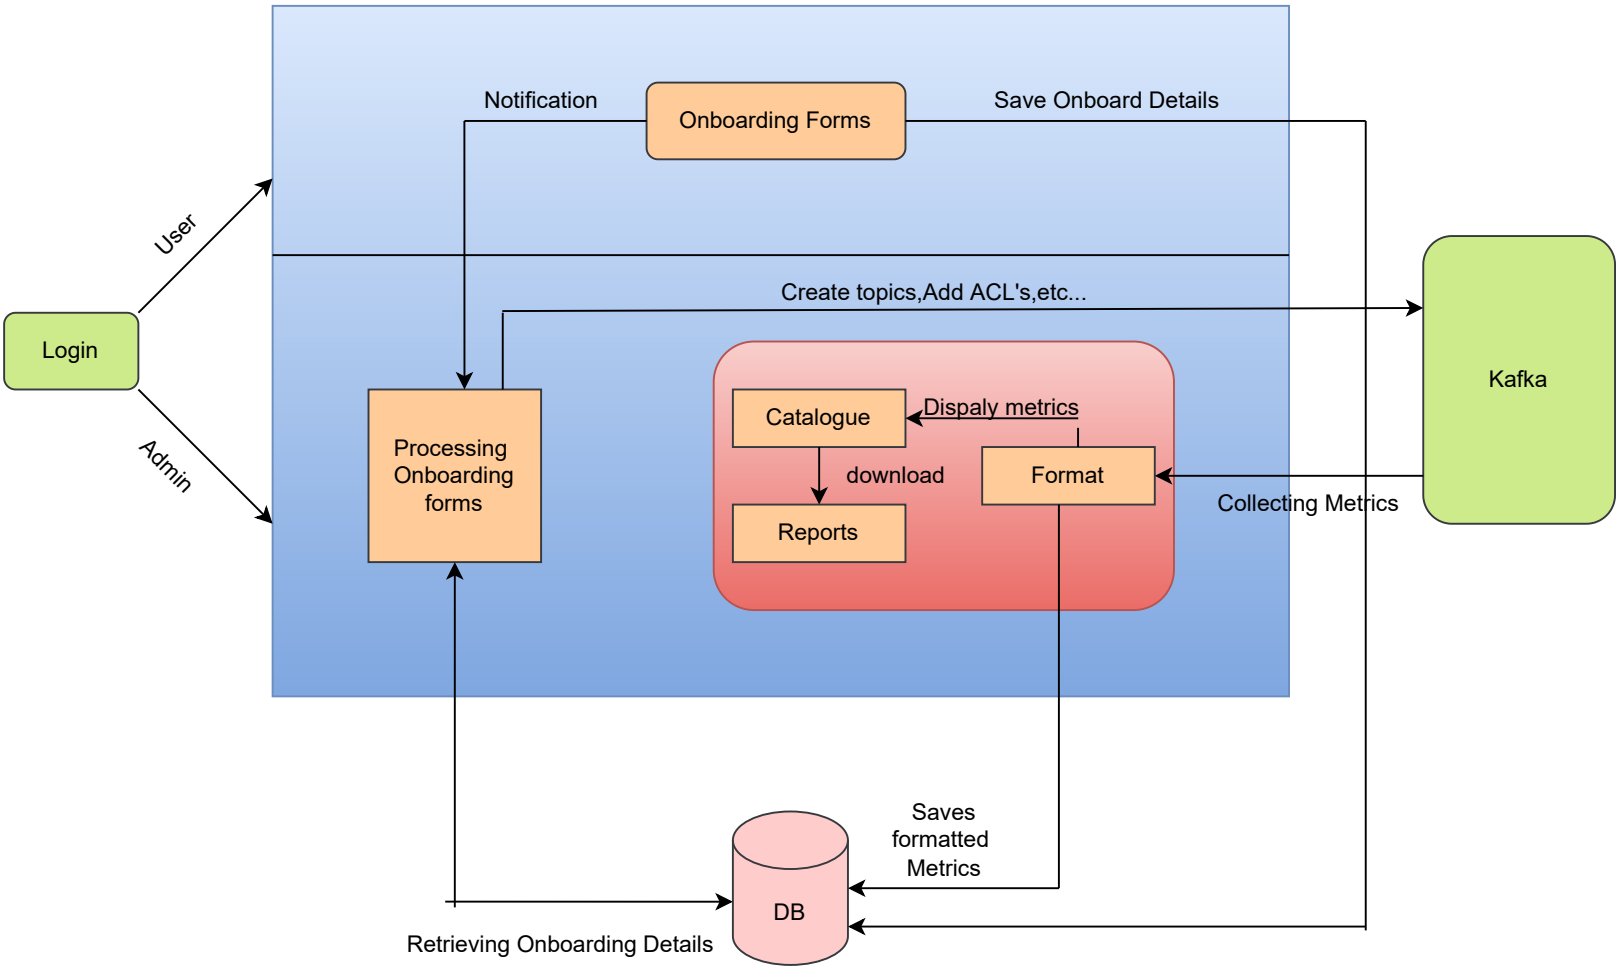 Notification
Onboarding Forms
Save Onboard Details
User
Create topics,Add ACL's,etc...
Login
Kafka
Admin
Processing
Onboarding
forms
Catalogue
Dispaly metrics
download
Format
Reports
Collecting Metrics
Saves
formatted
Metrics
DB
Retrieving Onboarding Details